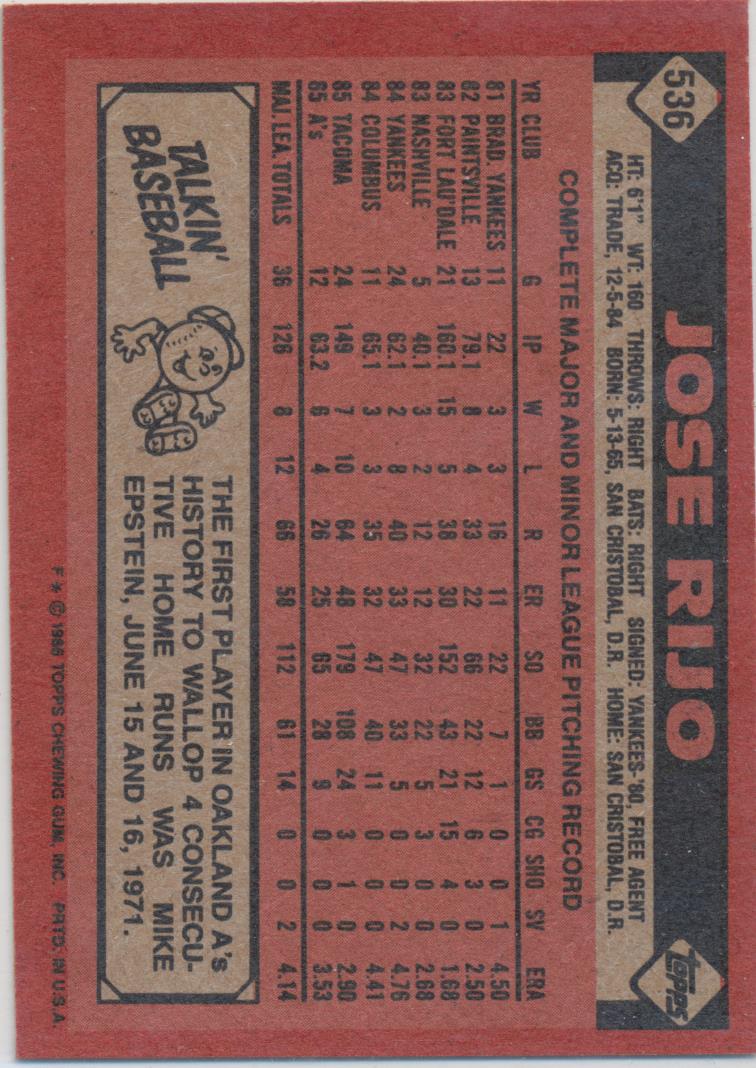 536
JOSE RIJO
topps
HT: 6'1" WT: 160 THROWS: RIGHT BATS: RIGHT SIGNED: YANKEES-'80, FREE AGENT
ACQ: TRADE, 12-5-84 BORN: 5-13-65, SAN CRISTOBAL, D.R. HOME: SAN CRISTOBAL, D.R.
COMPLETE MAJOR AND MINOR LEAGUE PITCHING RECORD
YR CLUB G IP W L R ER SO BB GS CG SHO SV ERA
81 BRAD. YANKEES 11 22 3 3 16 11 22 7 1 0 0 1 4.50
82 PAINTSVILLE 13 79.1 8 4 33 22 66 22 12 6 3 0 2.50
83 FORT LAU'DALE 21 160.1 15 5 38 30 152 43 21 15 4 0 1.68
83 NASHVILLE 5 40.1 3 2 12 12 32 22 5 3 0 0 2.68
84 YANKEES 24 62.1 2 8 40 33 47 33 5 0 0 2 4.76
84 COLUMBUS 11 65.1 3 3 35 32 47 40 11 0 0 0 4.41
85 TACOMA 24 149 7 10 64 48 179 108 24 3 1 0 2.90
85 A's 12 63.2 6 4 26 25 65 28 9 0 0 0 3.53
MAJ. LEA. TOTALS 36 126 8 12 66 58 112 61 14 0 0 2 4.14
TALKIN'
BASEBALL
THE FIRST PLAYER IN OAKLAND A's
HISTORY TO WALLOP 4 CONSECU-
TIVE HOME RUNS WAS MIKE
EPSTEIN, JUNE 15 AND 16, 1971.
F * © 1986 TOPPS CHEWING GUM, INC. PRTD. IN U.S.A.